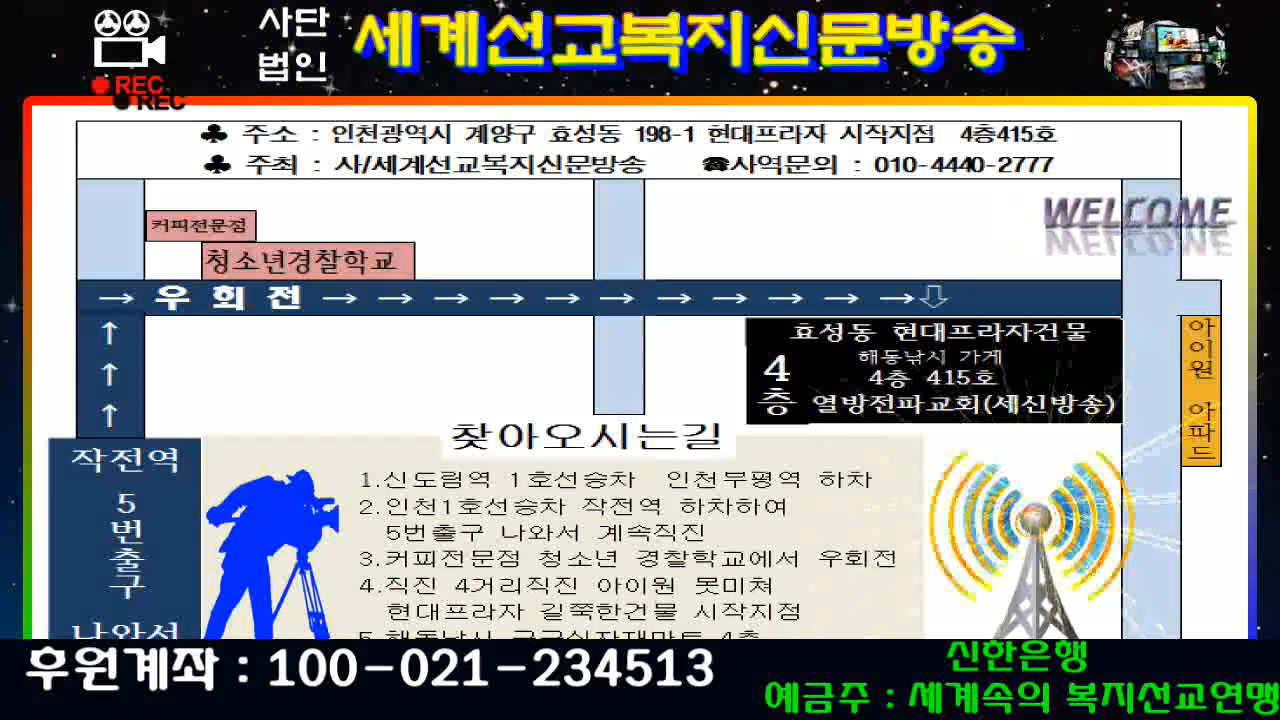 사단
법인
세계선교복지신문방송
REC
REC
♣ 주소 : 인천광역시 계양구 효성동 198-1 현대프라자 시작지점 4층415호
♣ 주최 : 사/세계선교복지신문방송 ☎사역문의 : 010-4440-2777
WELCOME
커피전문점
청소년경찰학교
→ 우 회 전 → → → → → → → → → → → ⇩
↑
↑
↑
효성동 현대프라자건물
해동낚시 가게
4층
4층 415호
열방전파교회(세신방송)
아이원 아파드
찾아오시는길
작전역
5번출구
나와서
1.신도림역 1호선승차 인천부평역 하차
2.인천1호선승차 작전역 하차하여
5번출구 나와서 계속직진
3.커피전문점 청소년 경찰학교에서 우회전
4.직진 4거리직진 아이원 못미쳐
현대프라자 길쭉한건물 시작지점
후원계좌 : 100-021-234513
신한은행
예금주 : 세계속의 복지선교연맹